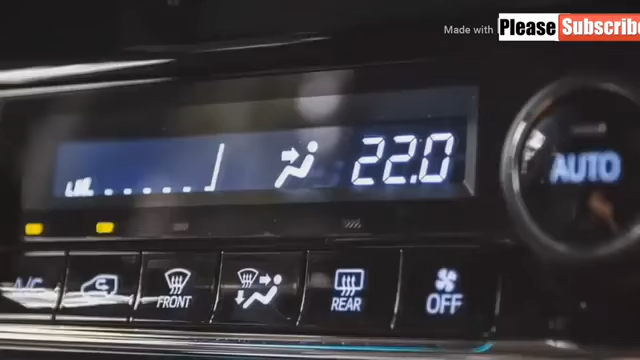 Made with
Please Subscribe
22.0
AUTO
A/C
FRONT
REAR
OFF